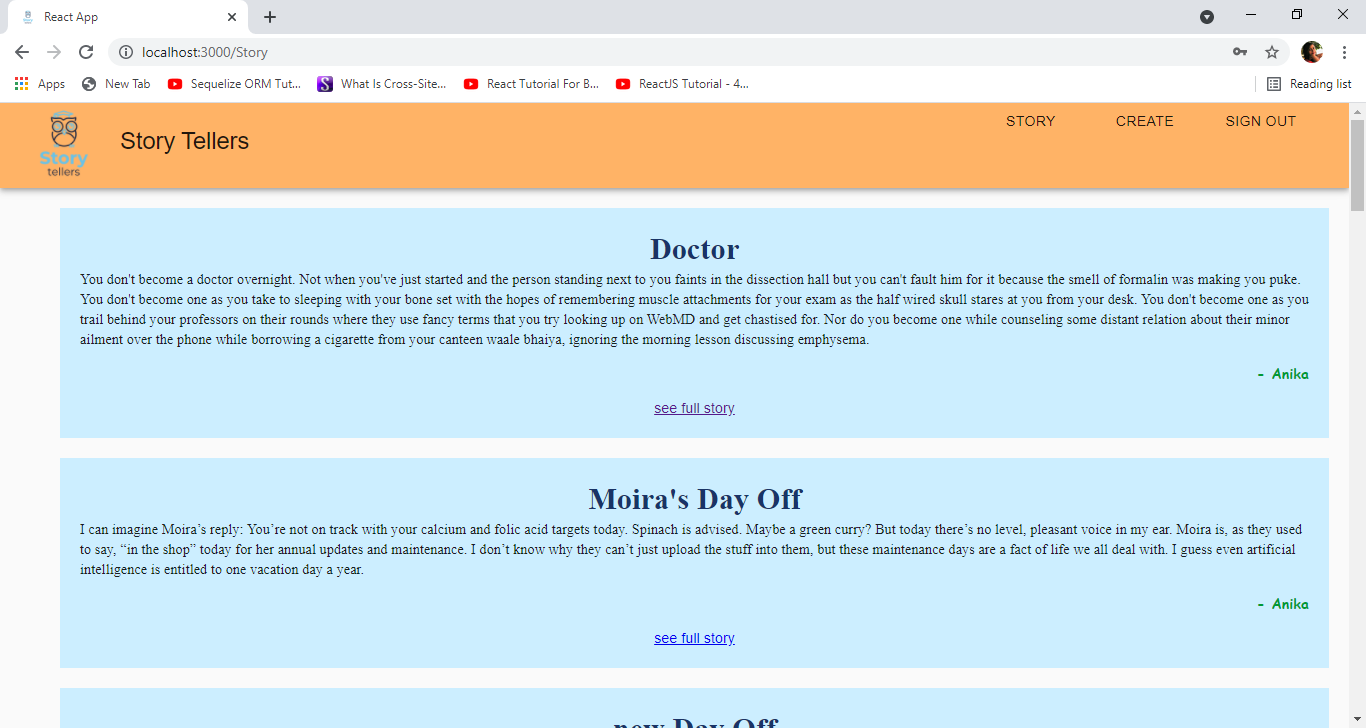 React App
localhost:3000/Story
Apps
New Tab
Sequelize ORM Tut...
What Is Cross-Site...
React Tutorial For B...
ReactJS Tutorial - 4...
Reading list
Story
tellers
Story Tellers
STORY
CREATE
SIGN OUT
Doctor
You don't become a doctor overnight. Not when you've just started and the person standing next to you faints in the dissection hall but you can't fault him for it because the smell of formalin was making you puke.
You don't become one as you take to sleeping with your bone set with the hopes of remembering muscle attachments for your exam as the half wired skull stares at you from your desk. You don't become one as you
trail behind your professors on their rounds where they use fancy terms that you try looking up on WebMD and get chastised for. Nor do you become one while counseling some distant relation about their minor
ailment over the phone while borrowing a cigarette from your canteen waale bhaiya, ignoring the morning lesson discussing emphysema.
- Anika
see full story
Moira's Day Off
I can imagine Moira’s reply: You’re not on track with your calcium and folic acid targets today. Spinach is advised. Maybe a green curry? But today there’s no level, pleasant voice in my ear. Moira is, as they used
to say, “in the shop” today for her annual updates and maintenance. I don’t know why they can’t just upload the stuff into them, but these maintenance days are a fact of life we all deal with. I guess even artificial
intelligence is entitled to one vacation day a year.
- Anika
see full story
new Day Off